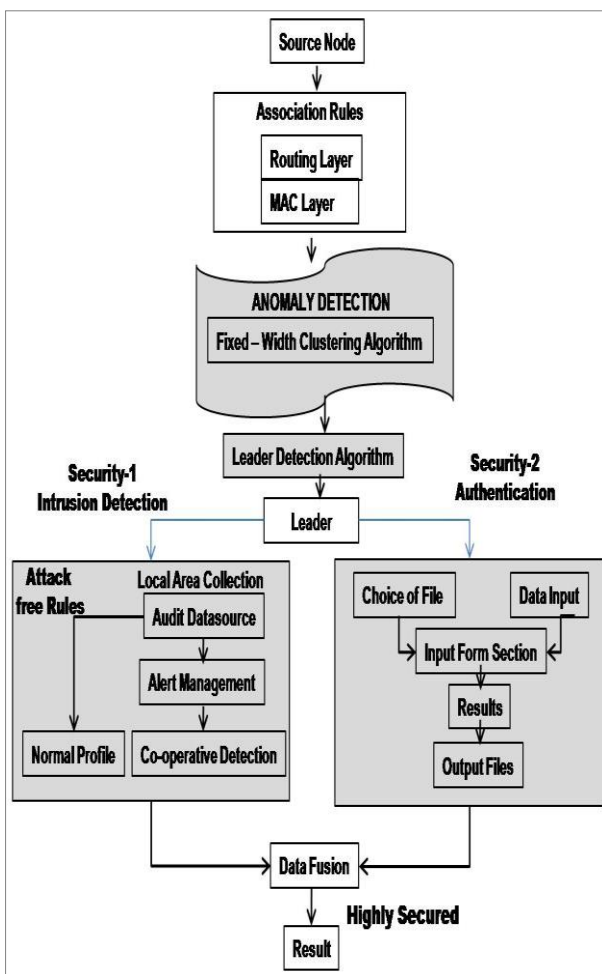 Source Node
Association Rules
Routing Layer
MAC Layer
ANOMALY DETECTION
Fixed – Width Clustering Algorithm
Leader Detection Algorithm
Security-1
Intrusion Detection
Security-2
Authentication
Leader
Attack
free Rules
Local Area Collection
Audit Datasource
Alert Management
Normal Profile
Co-operative Detection
Choice of File
Data Input
Input Form Section
Results
Output Files
Data Fusion
Highly Secured
Result